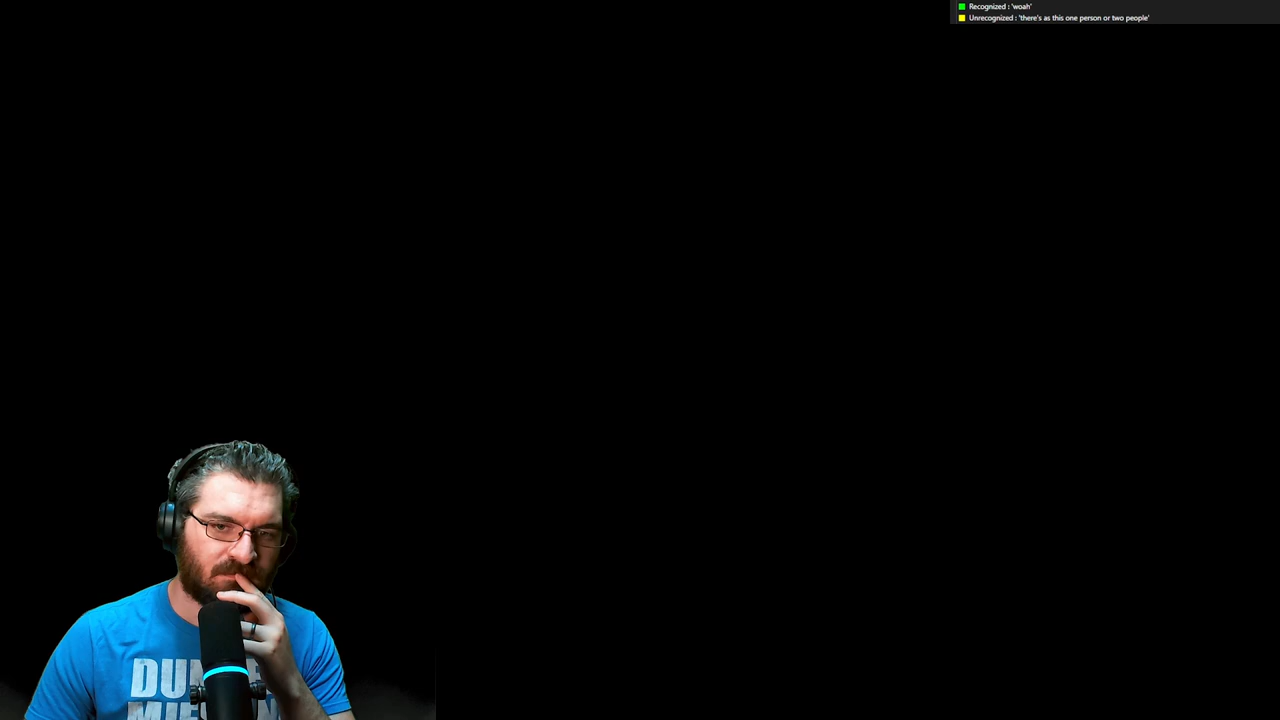 Recognized : 'woah'
Unrecognized : 'there's as this one person or two people'